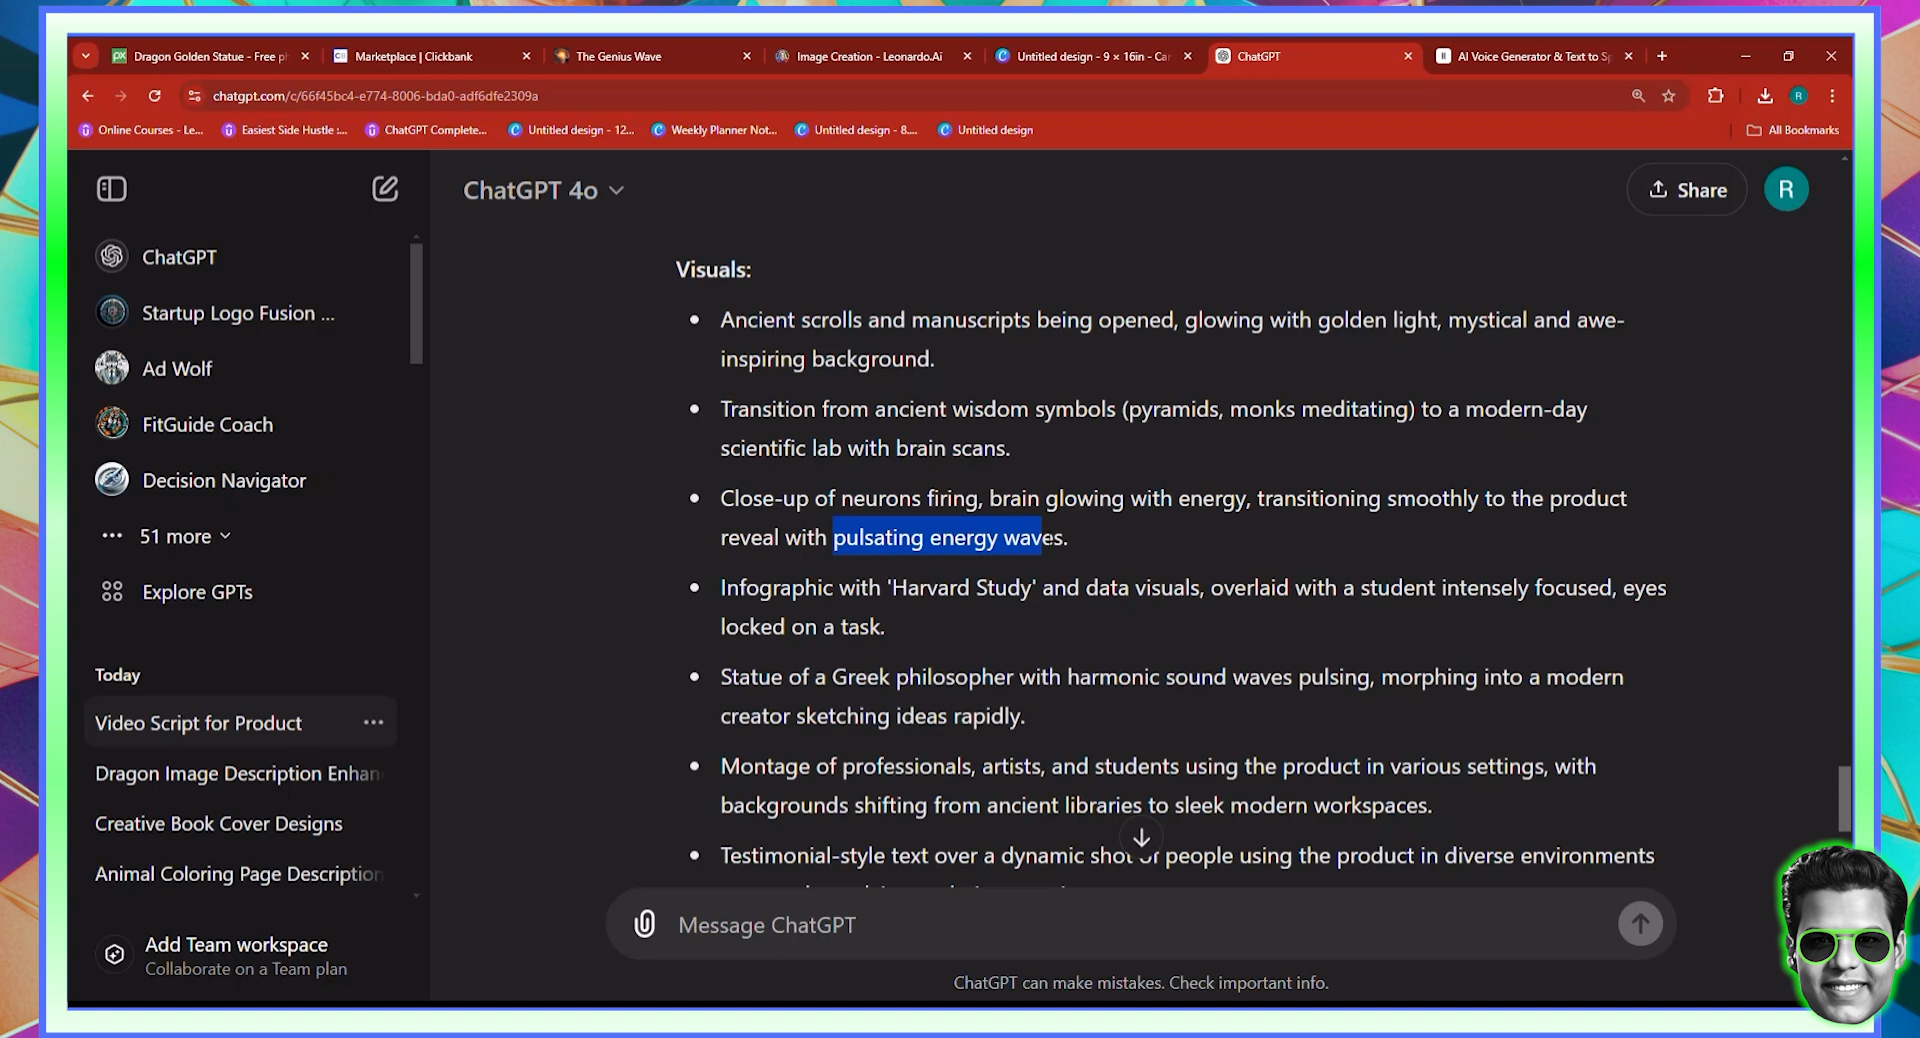 Dragon Golden Statue - Free ph
Marketplace | Clickbank
The Genius Wave
Image Creation - Leonardo.Ai
Untitled design - 9 × 16in - Can
ChatGPT
AI Voice Generator & Text to Sp
chatgpt.com/c/66f45bc4-e774-8006-bda0-adf6dfe2309a
R
Online Courses - Le...
Easiest Side Hustle :...
ChatGPT Complete...
Untitled design - 12...
Weekly Planner Not...
Untitled design - 8....
Untitled design
All Bookmarks
ChatGPT 4o
Share
R
ChatGPT
Startup Logo Fusion ...
Ad Wolf
FitGuide Coach
Decision Navigator
51 more
Explore GPTs
Today
Video Script for Product
Dragon Image Description Enhan
Creative Book Cover Designs
Animal Coloring Page Description
Add Team workspace
Collaborate on a Team plan
Visuals:
Ancient scrolls and manuscripts being opened, glowing with golden light, mystical and awe-
inspiring background.
Transition from ancient wisdom symbols (pyramids, monks meditating) to a modern-day
scientific lab with brain scans.
Close-up of neurons firing, brain glowing with energy, transitioning smoothly to the product
reveal with pulsating energy waves.
Infographic with 'Harvard Study' and data visuals, overlaid with a student intensely focused, eyes
locked on a task.
Statue of a Greek philosopher with harmonic sound waves pulsing, morphing into a modern
creator sketching ideas rapidly.
Montage of professionals, artists, and students using the product in various settings, with
backgrounds shifting from ancient libraries to sleek modern workspaces.
Testimonial-style text over a dynamic shot of people using the product in diverse environments
Message ChatGPT
ChatGPT can make mistakes. Check important info.